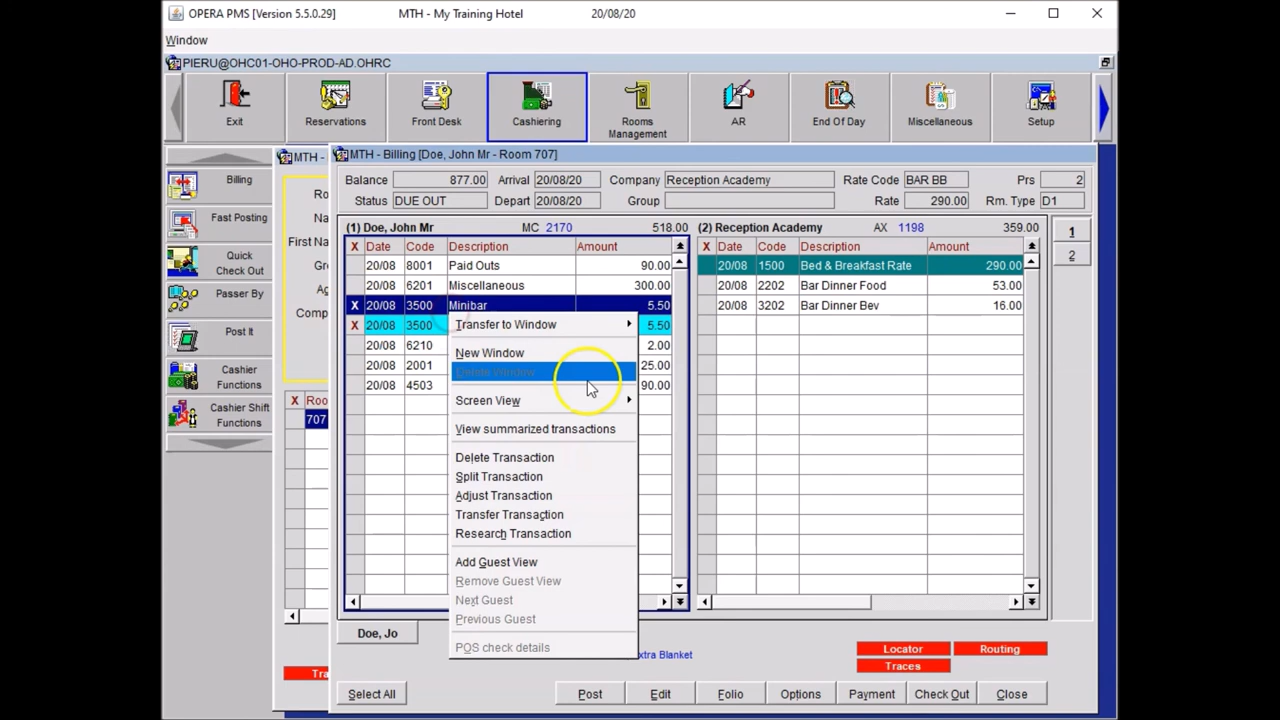 OPERA PMS [Version 5.5.0.29] MTH - My Training Hotel 20/08/20
Window
PIERU@OHC01-OHO-PROD-AD.OHRC
Exit Reservations Front Desk Cashiering Rooms Management AR End Of Day Miscellaneous Setup
Billing
Fast Posting
Quick
Check Out
Passer By
Post It
Cashier
Functions
Cashier Shift
Functions
MTH -
Ro
Na
First Na
Gr
Comp
X Roo
707
Tra
MTH - Billing [Doe, John Mr - Room 707]
Balance 877.00 Arrival 20/08/20 Company Reception Academy Rate Code BAR BB Prs 2
Status DUE OUT Depart 20/08/20 Group Rate 290.00 Rm. Type D1
(1) Doe, John Mr MC 2170 518.00
X Date Code Description Amount
20/08 8001 Paid Outs 90.00
20/08 6201 Miscellaneous 300.00
X 20/08 3500 Minibar 5.50
X 20/08 3500 5.50
20/08 6210 2.00
20/08 2001 25.00
20/08 4503 90.00
(2) Reception Academy AX 1198 359.00
X Date Code Description Amount
20/08 1500 Bed & Breakfast Rate 290.00
20/08 2202 Bar Dinner Food 53.00
20/08 3202 Bar Dinner Bev 16.00
1
2
Transfer to Window
New Window
Delete Window
Screen View
View summarized transactions
Delete Transaction
Split Transaction
Adjust Transaction
Transfer Transaction
Research Transaction
Add Guest View
Remove Guest View
Next Guest
Previous Guest
POS check details
Doe, Jo
xtra Blanket
Locator Routing
Traces
Select All Post Edit Folio Options Payment Check Out Close